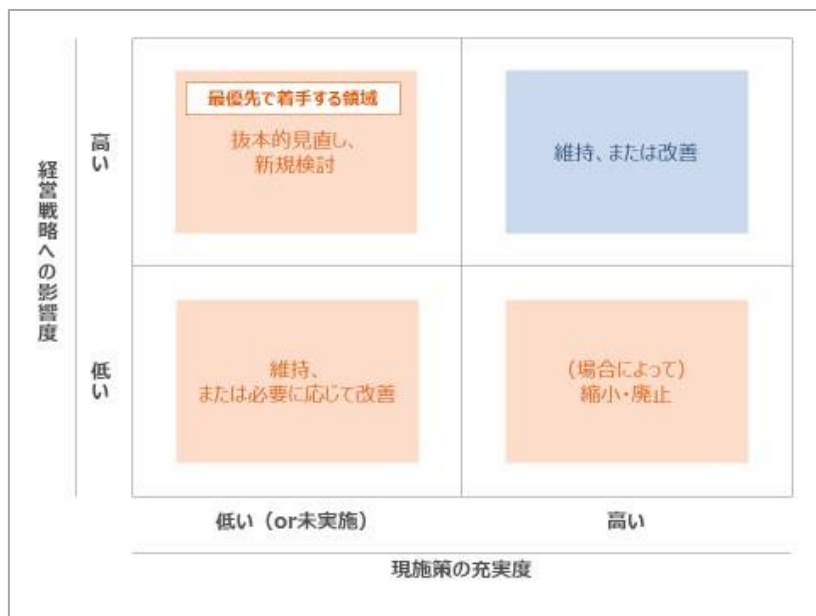 経営戦略への影響度
高い
最優先で着手する領域
抜本的見直し、
新規検討
維持、または改善
低い
維持、
または必要に応じて改善
(場合によって)
縮小・廃止
低い（or未実施）
高い
現施策の充実度